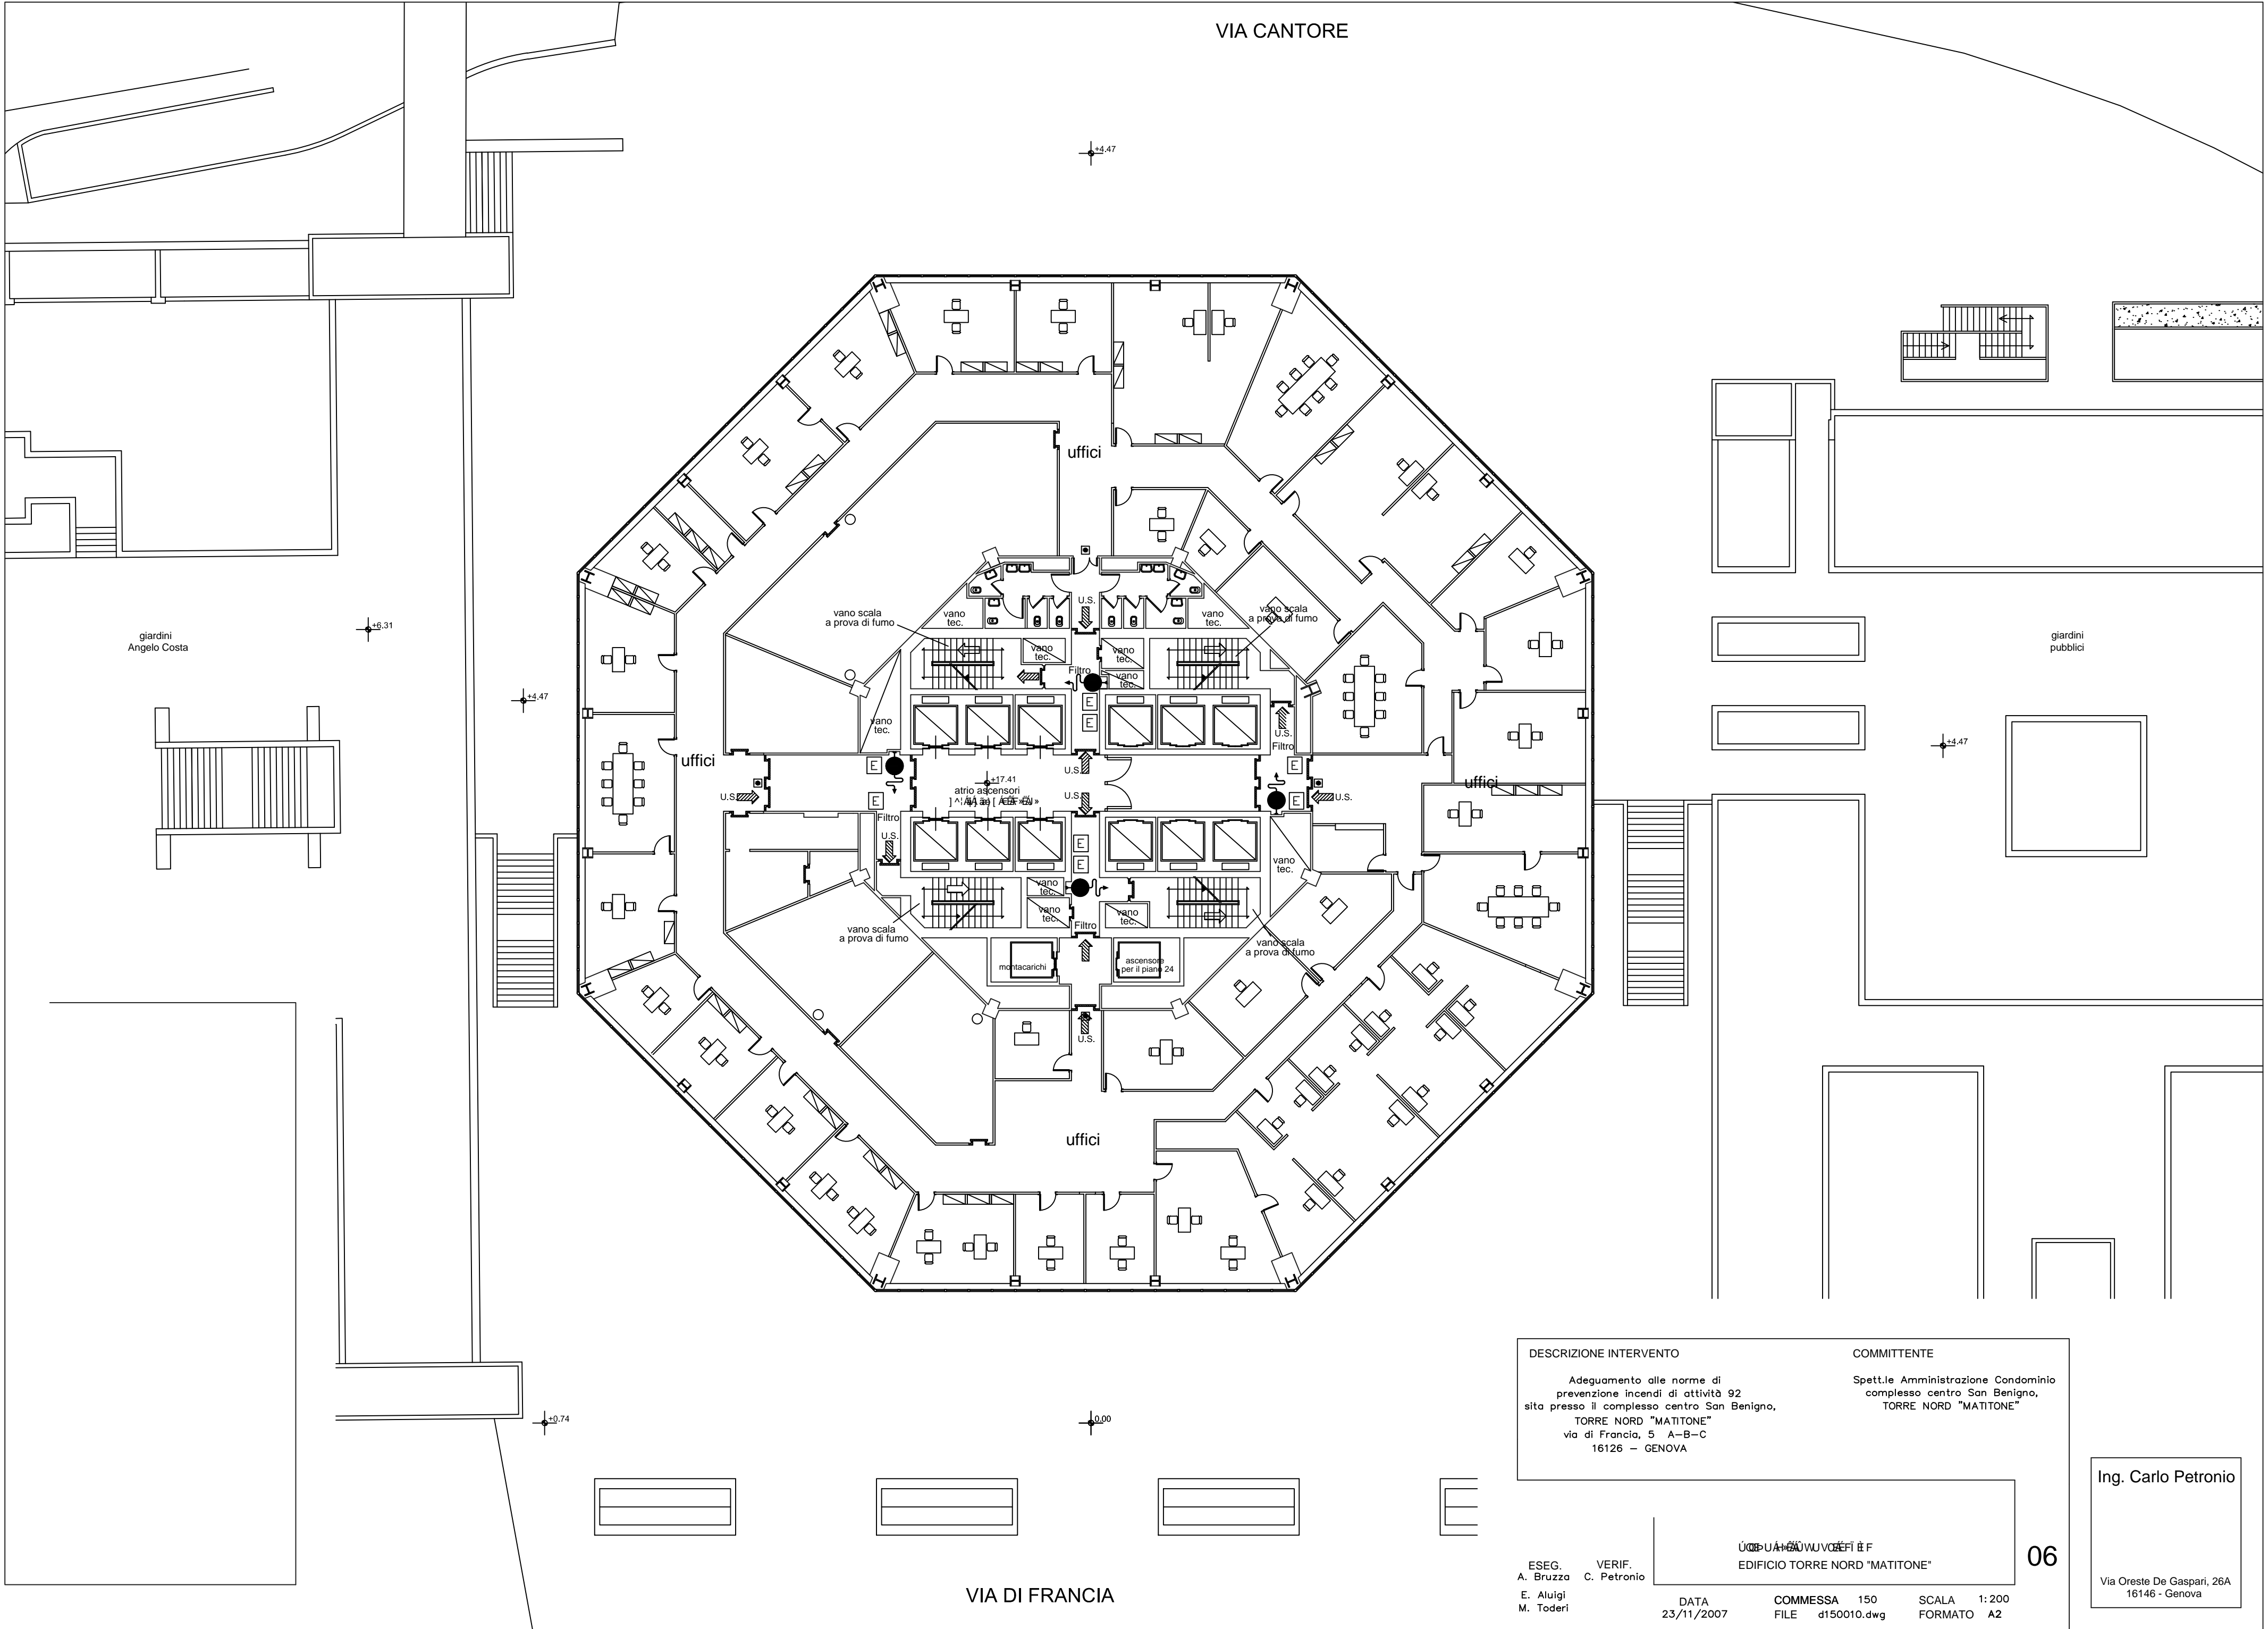 VIA CANTORE
+4.47
uffici
U.S.
vano scala
a prova di fumo
vano
tec.
vano
tec.
vano scala
a prova di fumo
giardini
Angelo Costa
+6.31
giardini
pubblici
vano
tec.
vano
tec.
Filtro
vano
tec.
+4.47
E
E
vano
tec.
U.S.
Filtro
+4.47
uffici
E
U.S.
E
+17.41
atrio ascensori
uffici
U.S.
E
U.S.
E
U.S.
Filtro
U.S.
E
E
vano
tec.
vano
tec.
vano
tec.
vano
tec.
Filtro
vano scala
a prova di fumo
vano scala
a prova di fumo
montacarichi
ascensore
per il piano 24
U.S.
uffici
+0.74
0.00
VIA DI FRANCIA
DESCRIZIONE INTERVENTO
Adeguamento alle norme di
prevenzione incendi di attività 92
sita presso il complesso centro San Benigno,
TORRE NORD "MATITONE"
via di Francia, 5 A-B-C
16126 - GENOVA
COMMITTENTE
Spett.le Amministrazione Condominio
complesso centro San Benigno,
TORRE NORD "MATITONE"
EDIFICIO TORRE NORD "MATITONE"
06
ESEG.
A. Bruzza
E. Aluigi
M. Toderi
VERIF.
C. Petronio
DATA
23/11/2007
COMMESSA 150
FILE d150010.dwg
SCALA 1:200
FORMATO A2
Ing. Carlo Petronio
Via Oreste De Gaspari, 26A
16146 - Genova